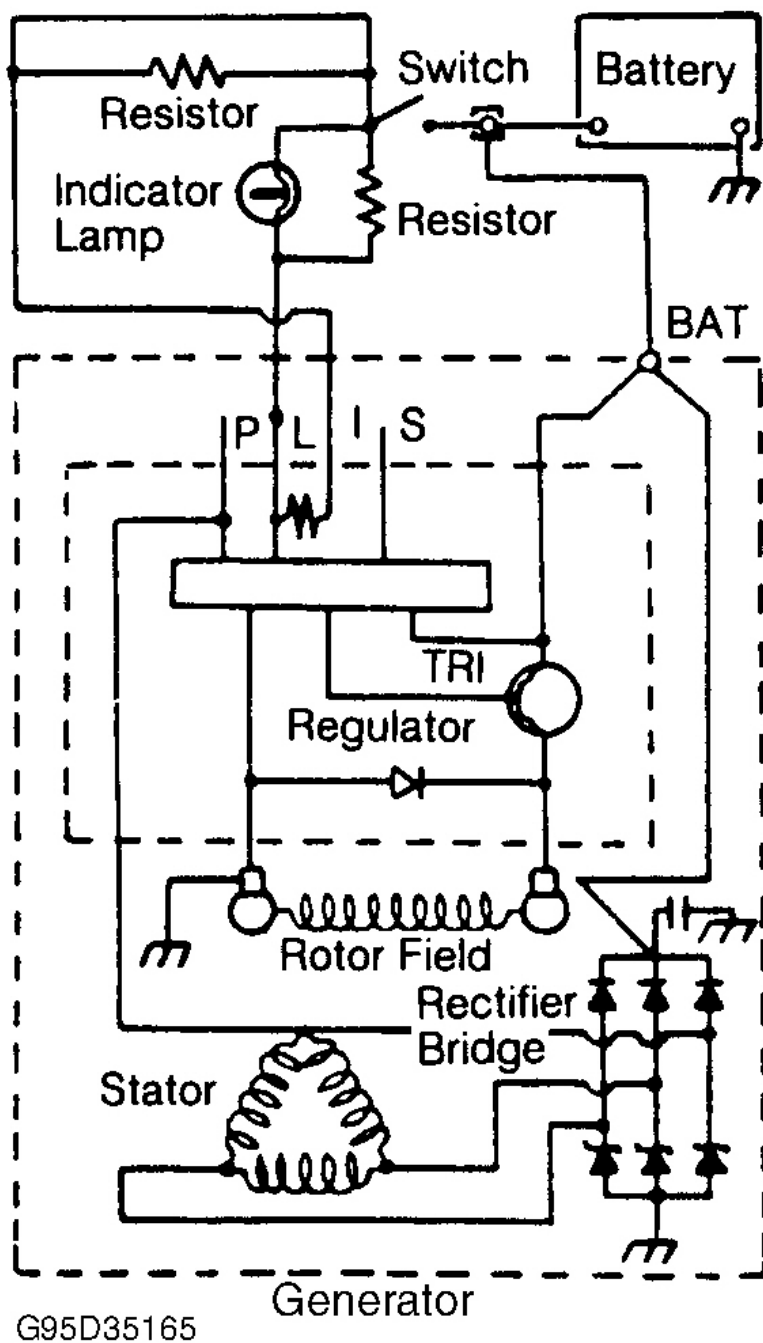 Switch
Battery
Resistor
Indicator
Lamp
Resistor
BAT
P L I S
TRI
Regulator
Rotor Field
Rectifier
Bridge
Stator
Generator
G95D35165